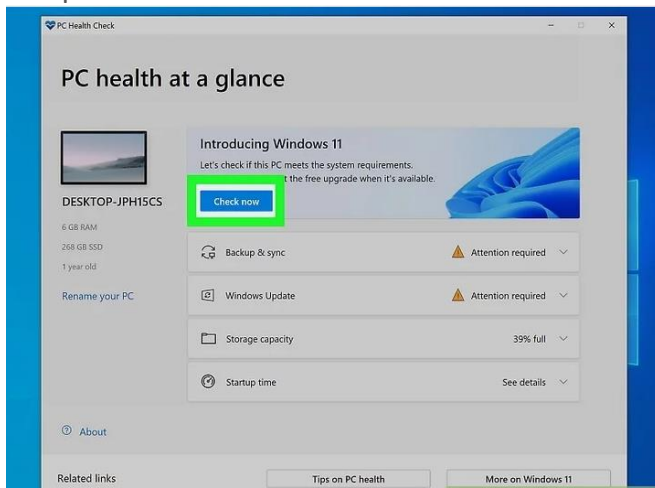 PC Health Check
PC health at a glance
Introducing Windows 11
Let's check if this PC meets the system requirements.
t the free upgrade when it's available.
Check now
DESKTOP-JPH15CS
6 GB RAM
268 GB SSD
1 year old
Rename your PC
Backup & sync
Attention required
Windows Update
Attention required
Storage capacity
39% full
Startup time
See details
About
Related links
Tips on PC health
More on Windows 11